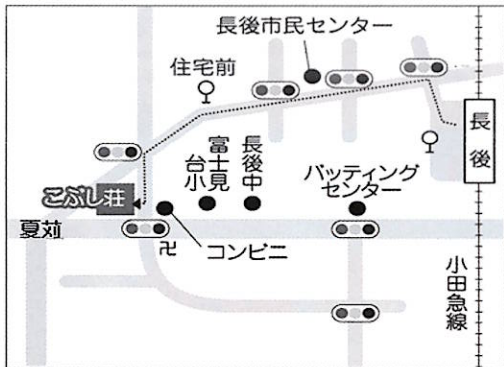 長後市民センター
住宅前
長後
長後中
富士見
台小
バッティング
センター
こぶし荘
夏苅
卍
コンビニ
小田急線